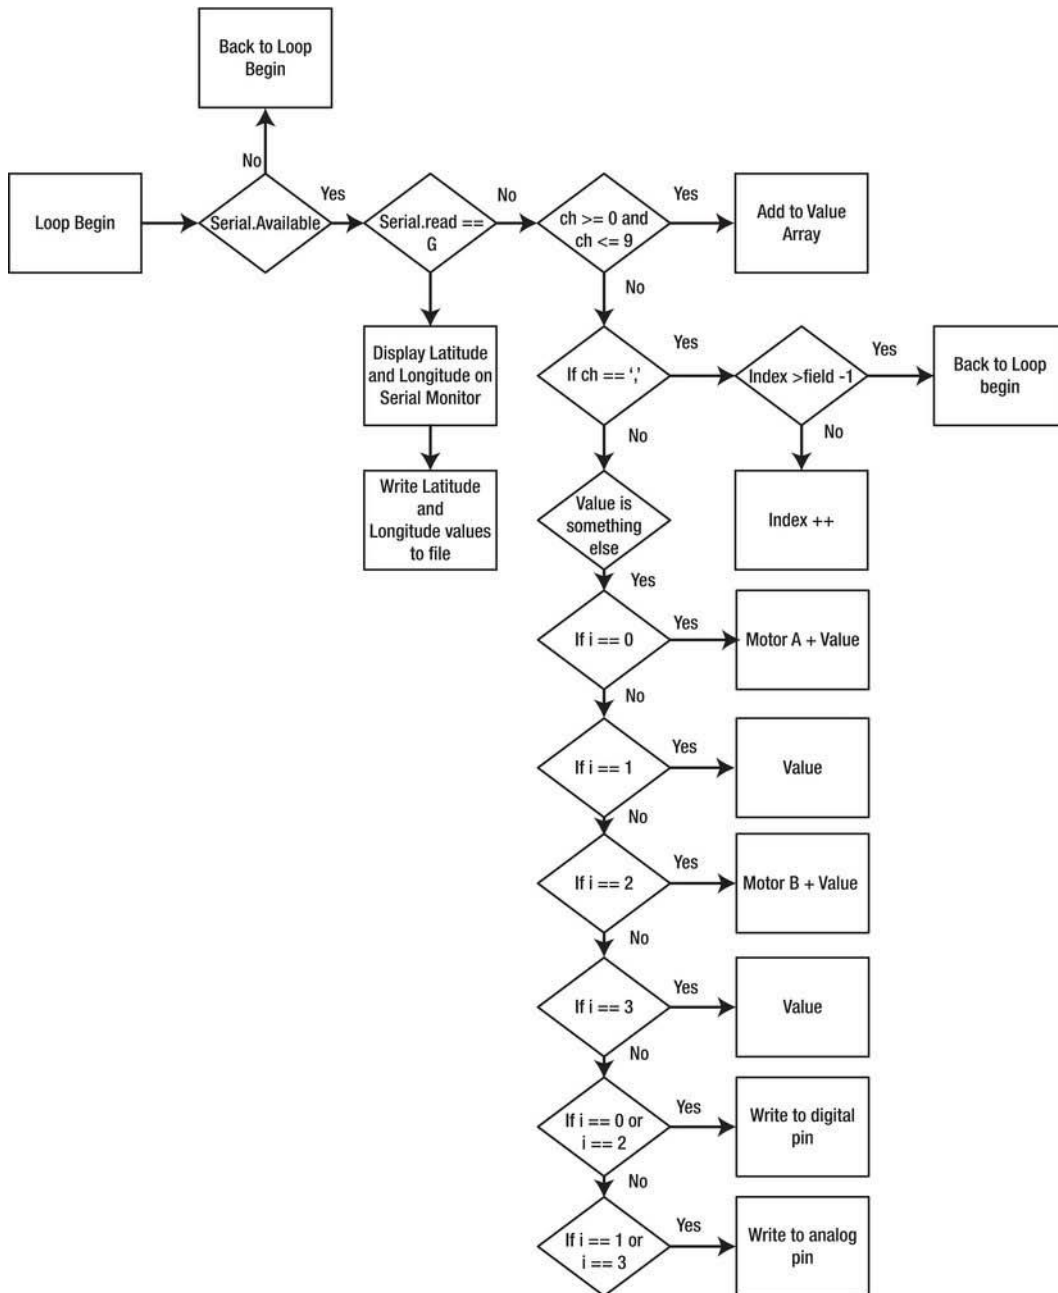 Back to Loop
Begin
No
Loop Begin
Serial.Available
Yes
Serial.read ==
G
No
ch >= 0 and
ch <= 9
Yes
Add to Value
Array
No
Display Latitude
and Longitude on
Serial Monitor
If ch == ‘,’
Yes
Index >field -1
Yes
Back to Loop
begin
No
No
Write Latitude
and
Longitude values
to file
Value is
something
else
Index ++
Yes
If i == 0
Yes
Motor A + Value
No
If i == 1
Yes
Value
No
If i == 2
Yes
Motor B + Value
No
If i == 3
Yes
Value
No
If i == 0 or
i == 2
Yes
Write to digital
pin
No
If i == 1 or
i == 3
Yes
Write to analog
pin